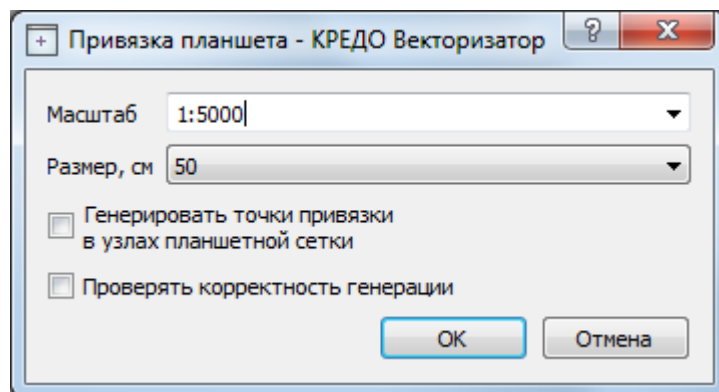 Привязка планшета - КРЕДО Векторизатор
Масштаб 1:5000
Размер, см 50
Генерировать точки привязки
в узлах планшетной сетки
Проверять корректность генерации
OK Отмена